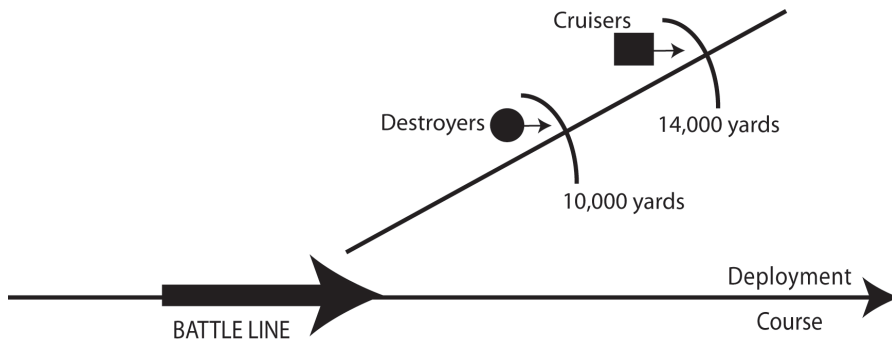 Cruisers
Destroyers
14,000 yards
10,000 yards
Deployment
Course
BATTLE LINE